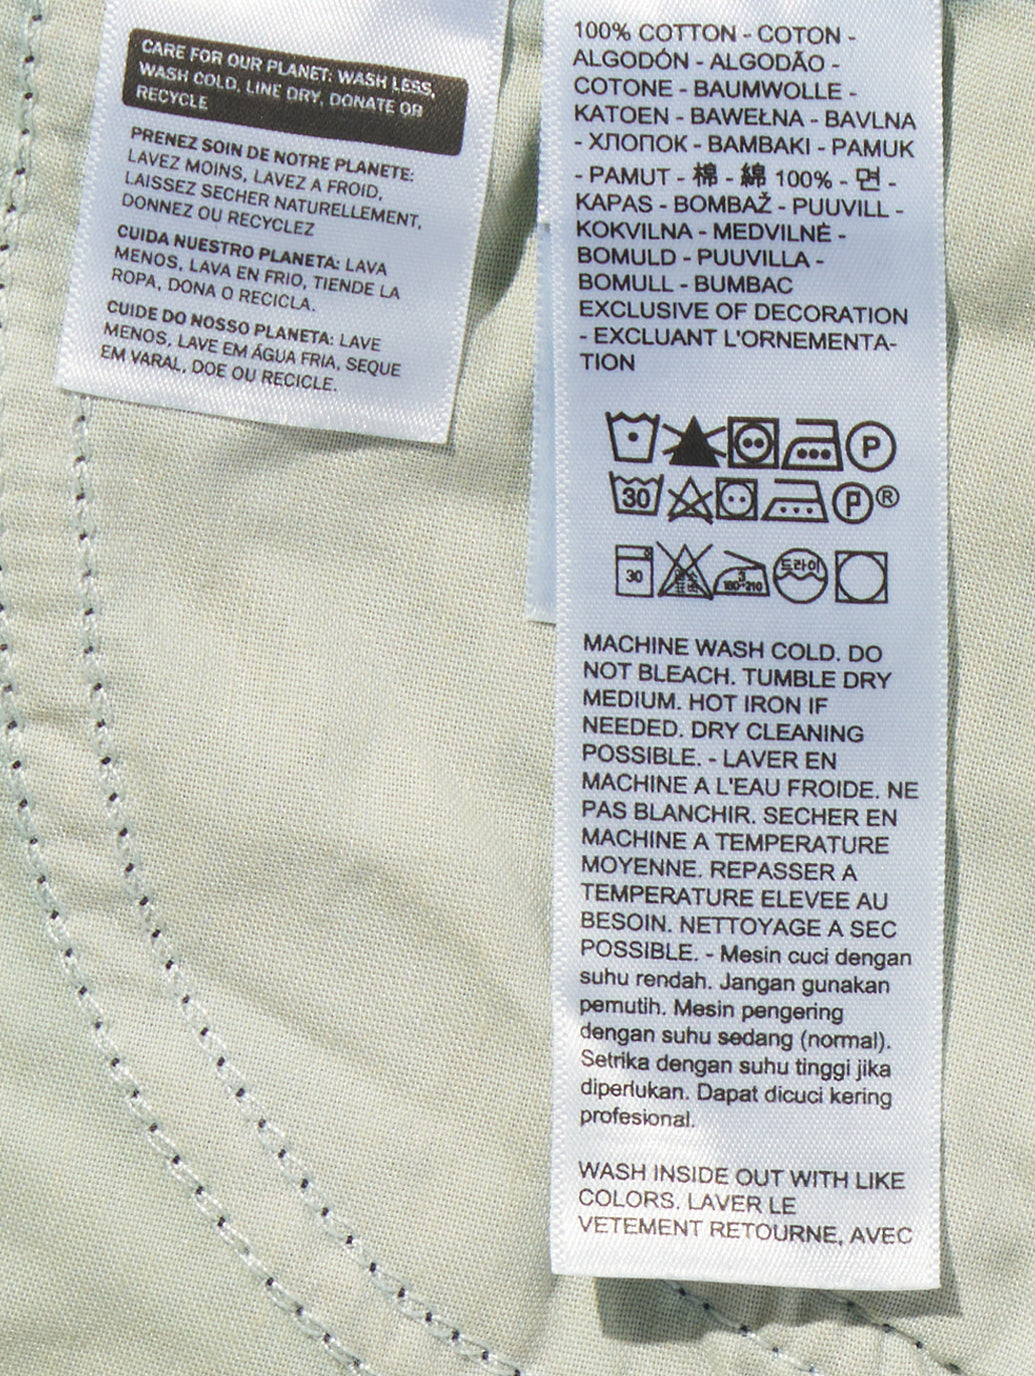 CARE FOR OUR PLANET: WASH LESS,
WASH COLD, LINE DRY, DONATE OR
RECYCLE
PRENEZ SOIN DE NOTRE PLANETE:
LAVEZ MOINS, LAVEZ A FROID,
LAISSEZ SECHER NATURELLEMENT,
DONNEZ OU RECYCLEZ
CUIDA NUESTRO PLANETA: LAVA
MENOS, LAVA EN FRIO, TIENDE LA
ROPA, DONA O RECICLA.
CUIDE DO NOSSO PLANETA: LAVE
MENOS, LAVE EM ÁGUA FRIA, SEQUE
EM VARAL, DOE OU RECICLE.
100% COTTON - COTON -
ALGODÓN - ALGODÃO -
COTONE - BAUMWOLLE -
KATOEN - BAWEŁNA - BAVLNA
- ХЛОПОК - BAMBAKI - PAMUK
- PAMUT - 棉 - 綿 100% - 면 -
KAPAS - BOMBAŽ - PUUVILL -
KOKVILNA - MEDVILNĖ -
BOMULD - PUUVILLA -
BOMULL - BUMBAC
EXCLUSIVE OF DECORATION
- EXCLUANT L'ORNEMENTA-
TION
P
30 P®
30 3 180~210 드라이
MACHINE WASH COLD. DO
NOT BLEACH. TUMBLE DRY
MEDIUM. HOT IRON IF
NEEDED. DRY CLEANING
POSSIBLE. - LAVER EN
MACHINE A L'EAU FROIDE. NE
PAS BLANCHIR. SECHER EN
MACHINE A TEMPERATURE
MOYENNE. REPASSER A
TEMPERATURE ELEVEE AU
BESOIN. NETTOYAGE A SEC
POSSIBLE. - Mesin cuci dengan
suhu rendah. Jangan gunakan
pemutih. Mesin pengering
dengan suhu sedang (normal).
Setrika dengan suhu tinggi jika
diperlukan. Dapat dicuci kering
profesional.
WASH INSIDE OUT WITH LIKE
COLORS. LAVER LE
VETEMENT RETOURNE, AVEC